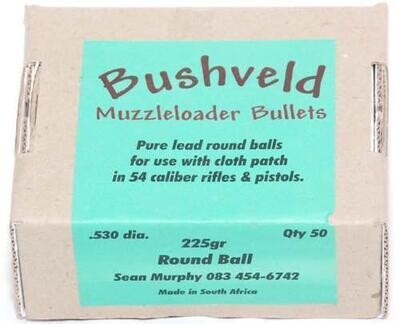 Bushveld
Muzzleloader Bullets
Pure lead round balls
for use with cloth patch
in 54 caliber rifles & pistols.
.530 dia. Qty 50
225gr
Round Ball
Sean Murphy 083 454-6742
Made in South Africa